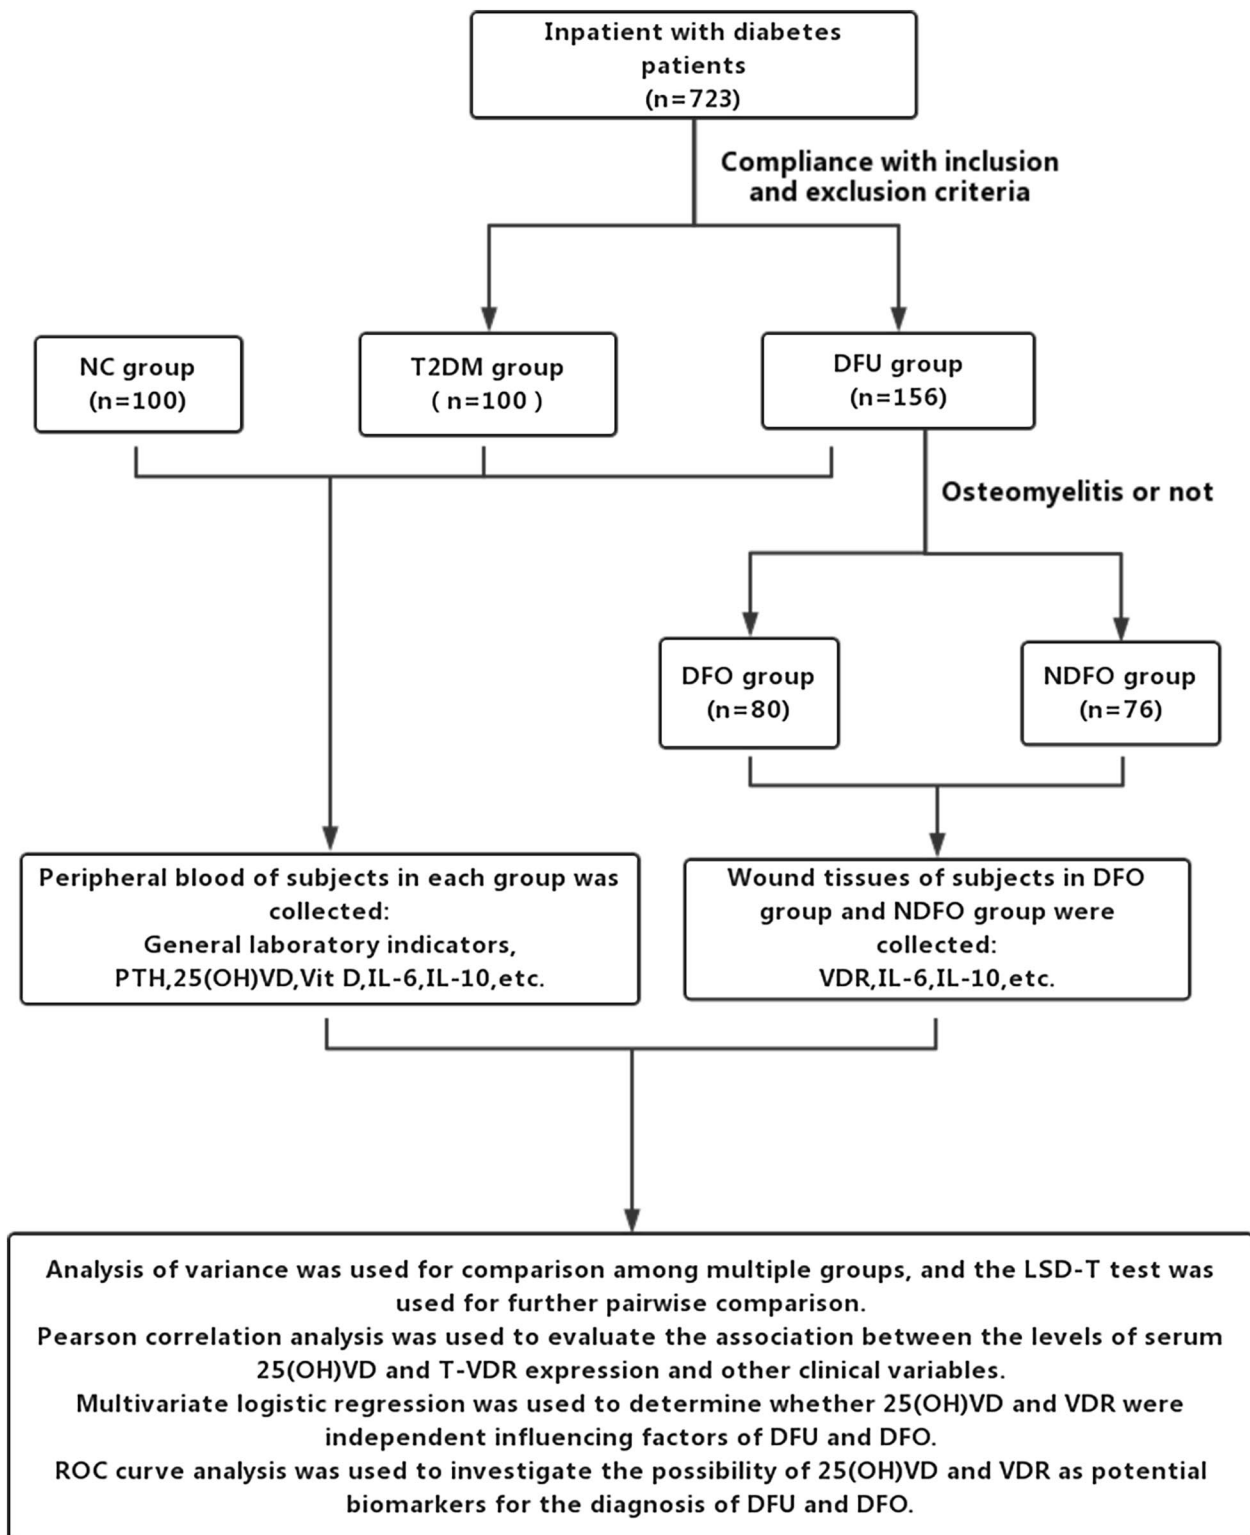 Inpatient with diabetes
patients
(n=723)
Compliance with inclusion
and exclusion criteria
NC group
(n=100)
T2DM group
( n=100 )
DFU group
(n=156)
Osteomyelitis or not
DFO group
(n=80)
NDFO group
(n=76)
Peripheral blood of subjects in each group was
collected:
General laboratory indicators,
PTH,25(OH)VD,Vit D,IL-6,IL-10,etc.
Wound tissues of subjects in DFO
group and NDFO group were
collected:
VDR,IL-6,IL-10,etc.
Analysis of variance was used for comparison among multiple groups, and the LSD-T test was
used for further pairwise comparison.
Pearson correlation analysis was used to evaluate the association between the levels of serum
25(OH)VD and T-VDR expression and other clinical variables.
Multivariate logistic regression was used to determine whether 25(OH)VD and VDR were
independent influencing factors of DFU and DFO.
ROC curve analysis was used to investigate the possibility of 25(OH)VD and VDR as potential
biomarkers for the diagnosis of DFU and DFO.